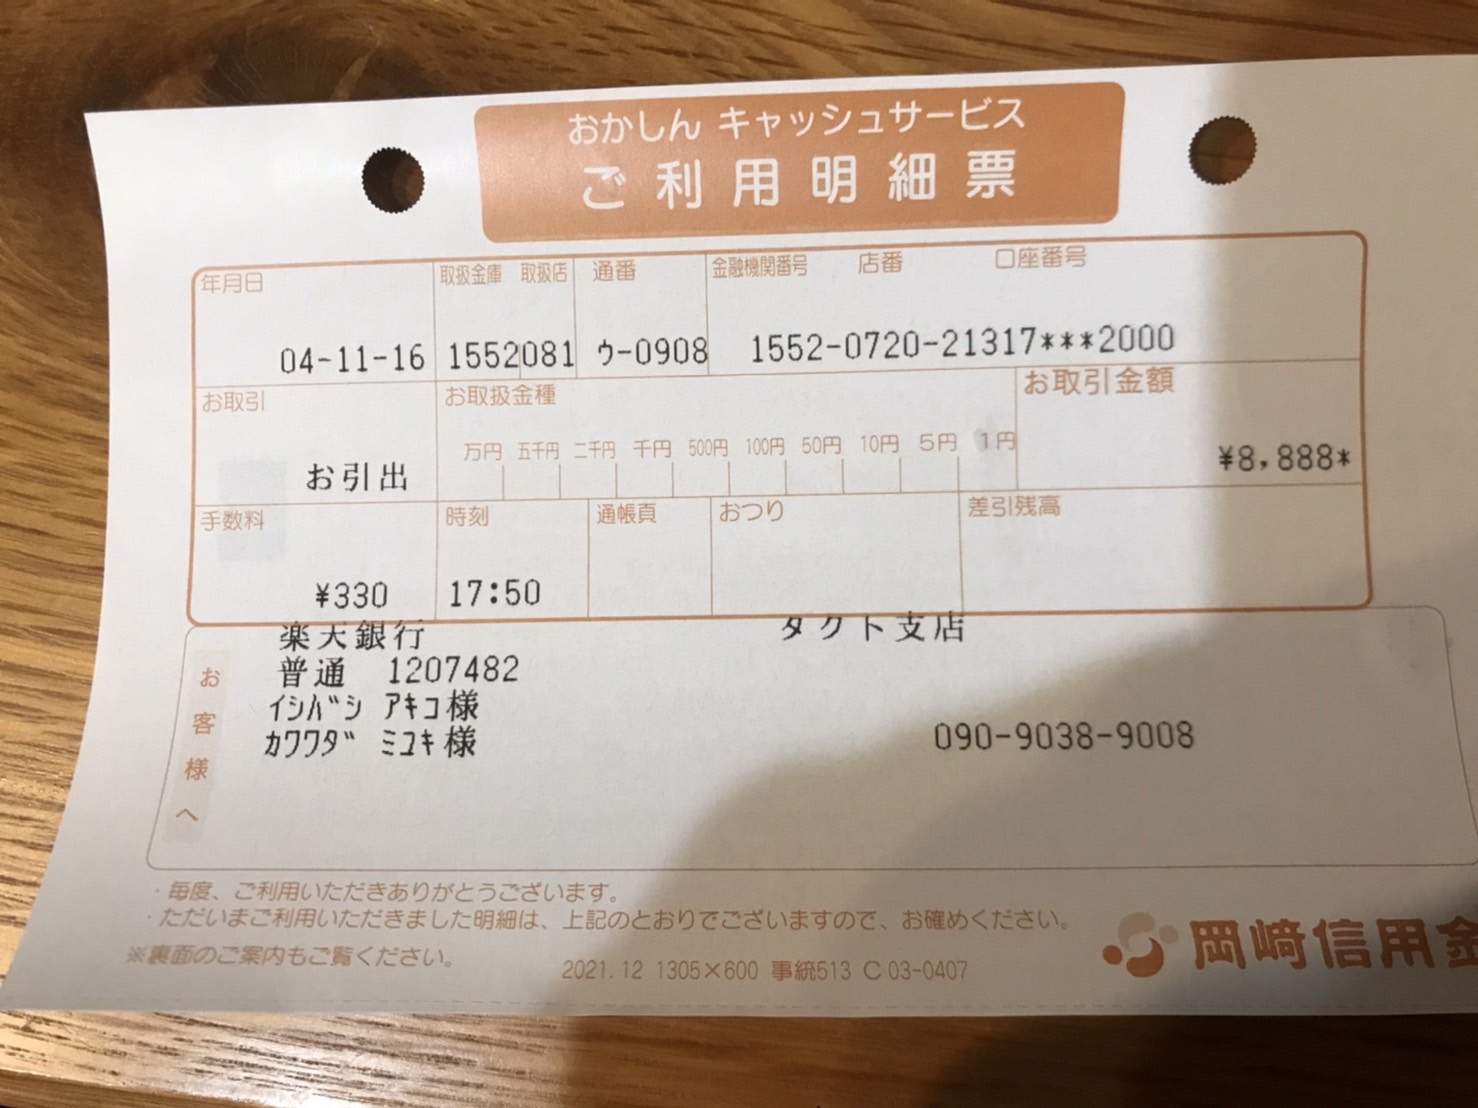 おかしん キャッシュサービス
ご利用明細票
年月日 取扱金庫 取扱店 通番 金融機関番号 店番 口座番号
04-11-16 1552 081 ウ-0908 1552-0720-21317***2000
お取引 お取扱金種 お取引金額
万円 五千円 二千円 千円 500円 100円 50円 10円 5円 1円
お引出 ¥8,888*
手数料 時刻 通帳頁 おつり 差引残高
¥330 17:50
楽天銀行 タクト支店
普通 1207482
イシバシ アキコ様
カワワダ ミユキ様 090-9038-9008
お客様へ
・毎度、ご利用いただきありがとうございます。
・ただいまご利用いただきました明細は、上記のとおりでございますので、お確めください。
※裏面のご案内もご覧ください。
2021.12 1305×600 事統513 C 03-0407
岡崎信用金